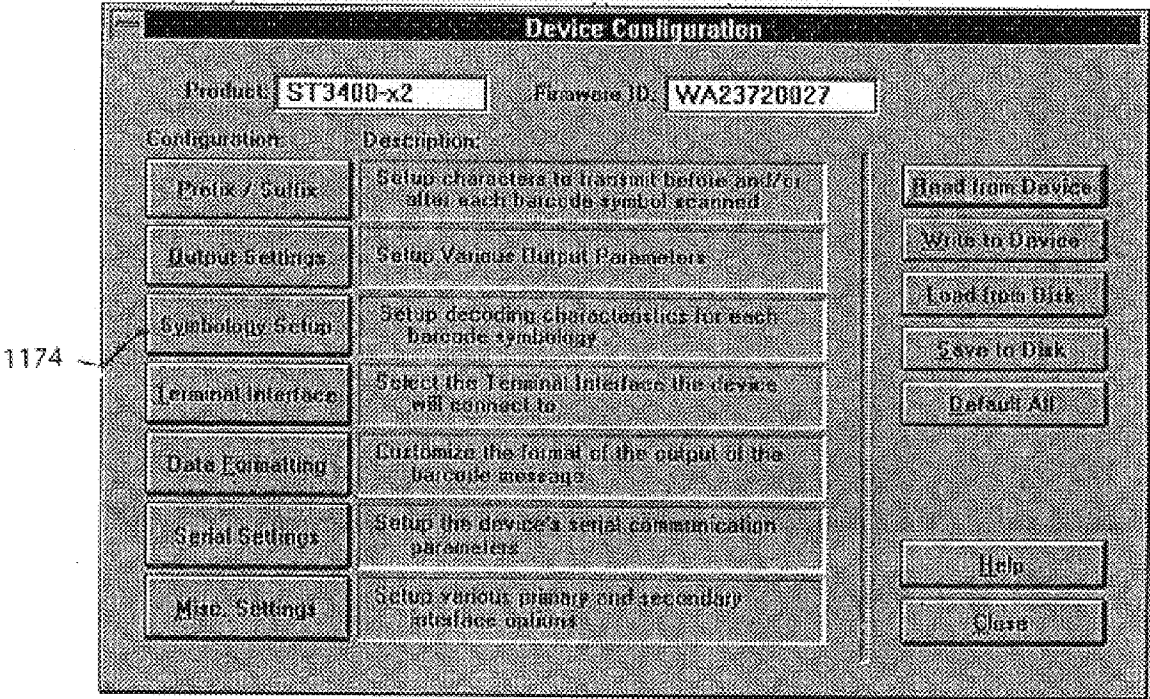 Device Configuration
Product: ST3400-x2 Firmware ID: WA23720027
Configuration: Description:
Prefix / Suffix
Setup characters to transmit before and/or
after each barcode symbol scanned
Output Settings
Setup Various Output Parameters
Symbology Setup
Setup decoding characteristics for each
barcode symbology
1174
Terminal Interface
Select the Terminal Interface the device
will connect to
Data Formatting
Customize the format of the output of the
barcode message
Serial Settings
Setup the device's serial communication
parameters
Misc. Settings
Setup various primary and secondary
interface options
Read from Device
Write to Device
Load from Disk
Save to Disk
Default All
Help
Close